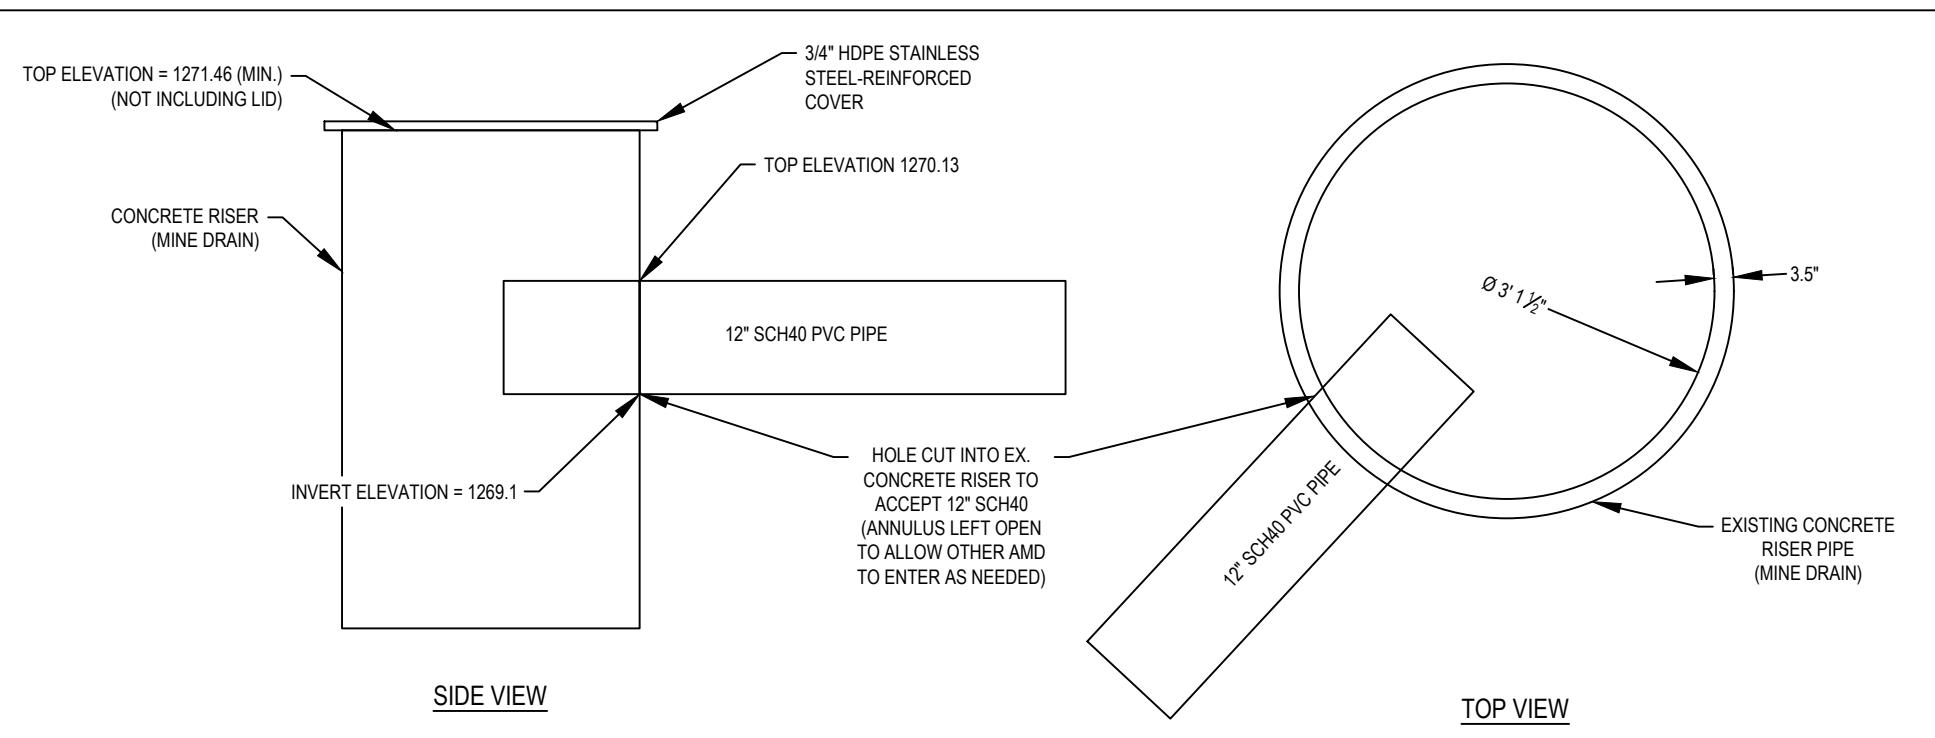 TOP ELEVATION = 1271.46 (MIN.)
(NOT INCLUDING LID)
3/4" HDPE STAINLESS
STEEL-REINFORCED
COVER
TOP ELEVATION 1270.13
CONCRETE RISER
(MINE DRAIN)
12" SCH40 PVC PIPE
INVERT ELEVATION = 1269.1
HOLE CUT INTO EX.
CONCRETE RISER TO
ACCEPT 12" SCH40
(ANNULUS LEFT OPEN
TO ALLOW OTHER AMD
TO ENTER AS NEEDED)
SIDE VIEW
Ø 3' 1 1/2"
3.5"
12" SCH40 PVC PIPE
EXISTING CONCRETE
RISER PIPE
(MINE DRAIN)
TOP VIEW